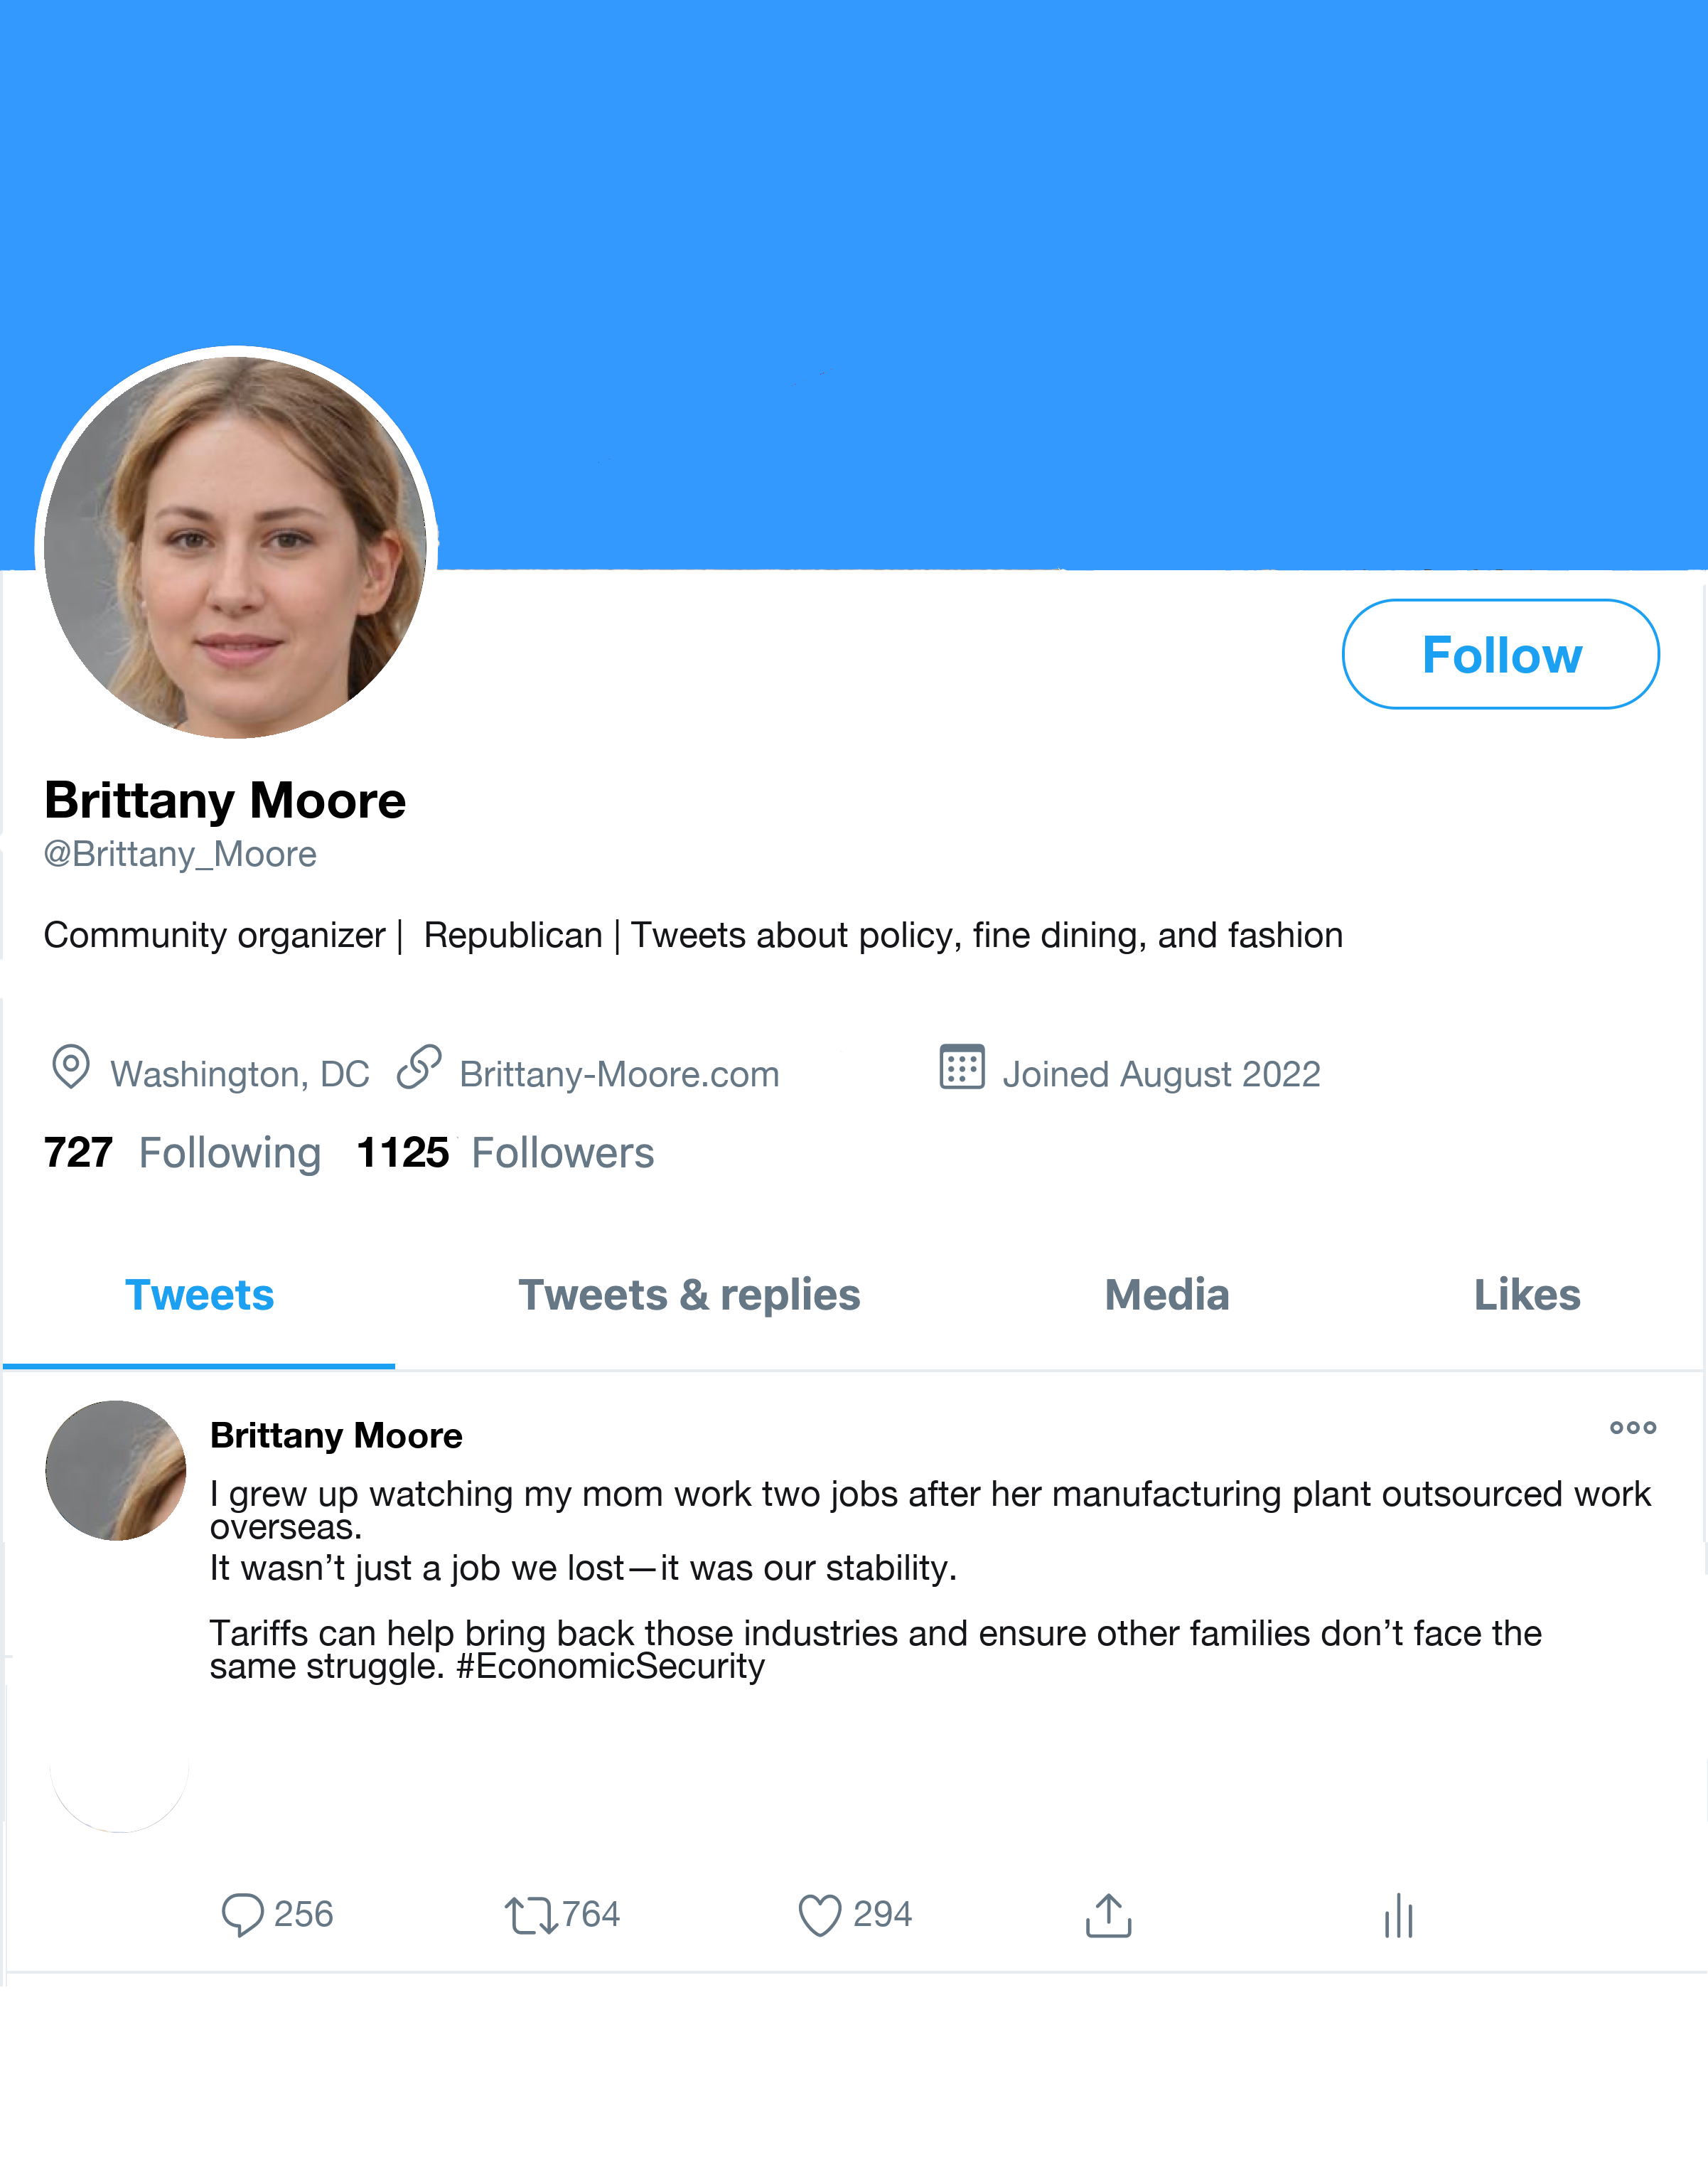 Follow
Brittany Moore
@Brittany_Moore
Community organizer |  Republican | Tweets about policy, fine dining, and fashion
Washington, DC Brittany-Moore.com Joined August 2022
727 Following 1125 Followers
Tweets Tweets & replies Media Likes
Brittany Moore
I grew up watching my mom work two jobs after her manufacturing plant outsourced work
overseas.
It wasn’t just a job we lost—it was our stability.
Tariffs can help bring back those industries and ensure other families don’t face the
same struggle. #EconomicSecurity
256 764 294